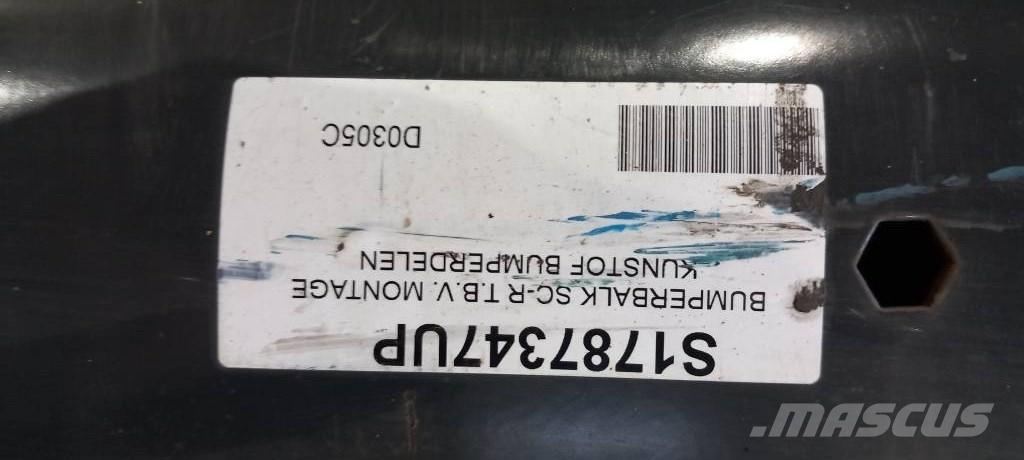 S1787347UP
BUMPERBALK SC-R T.B.V. MONTAGE
KUNSTOF BUMPERDELEN
D0305C
MASCUS